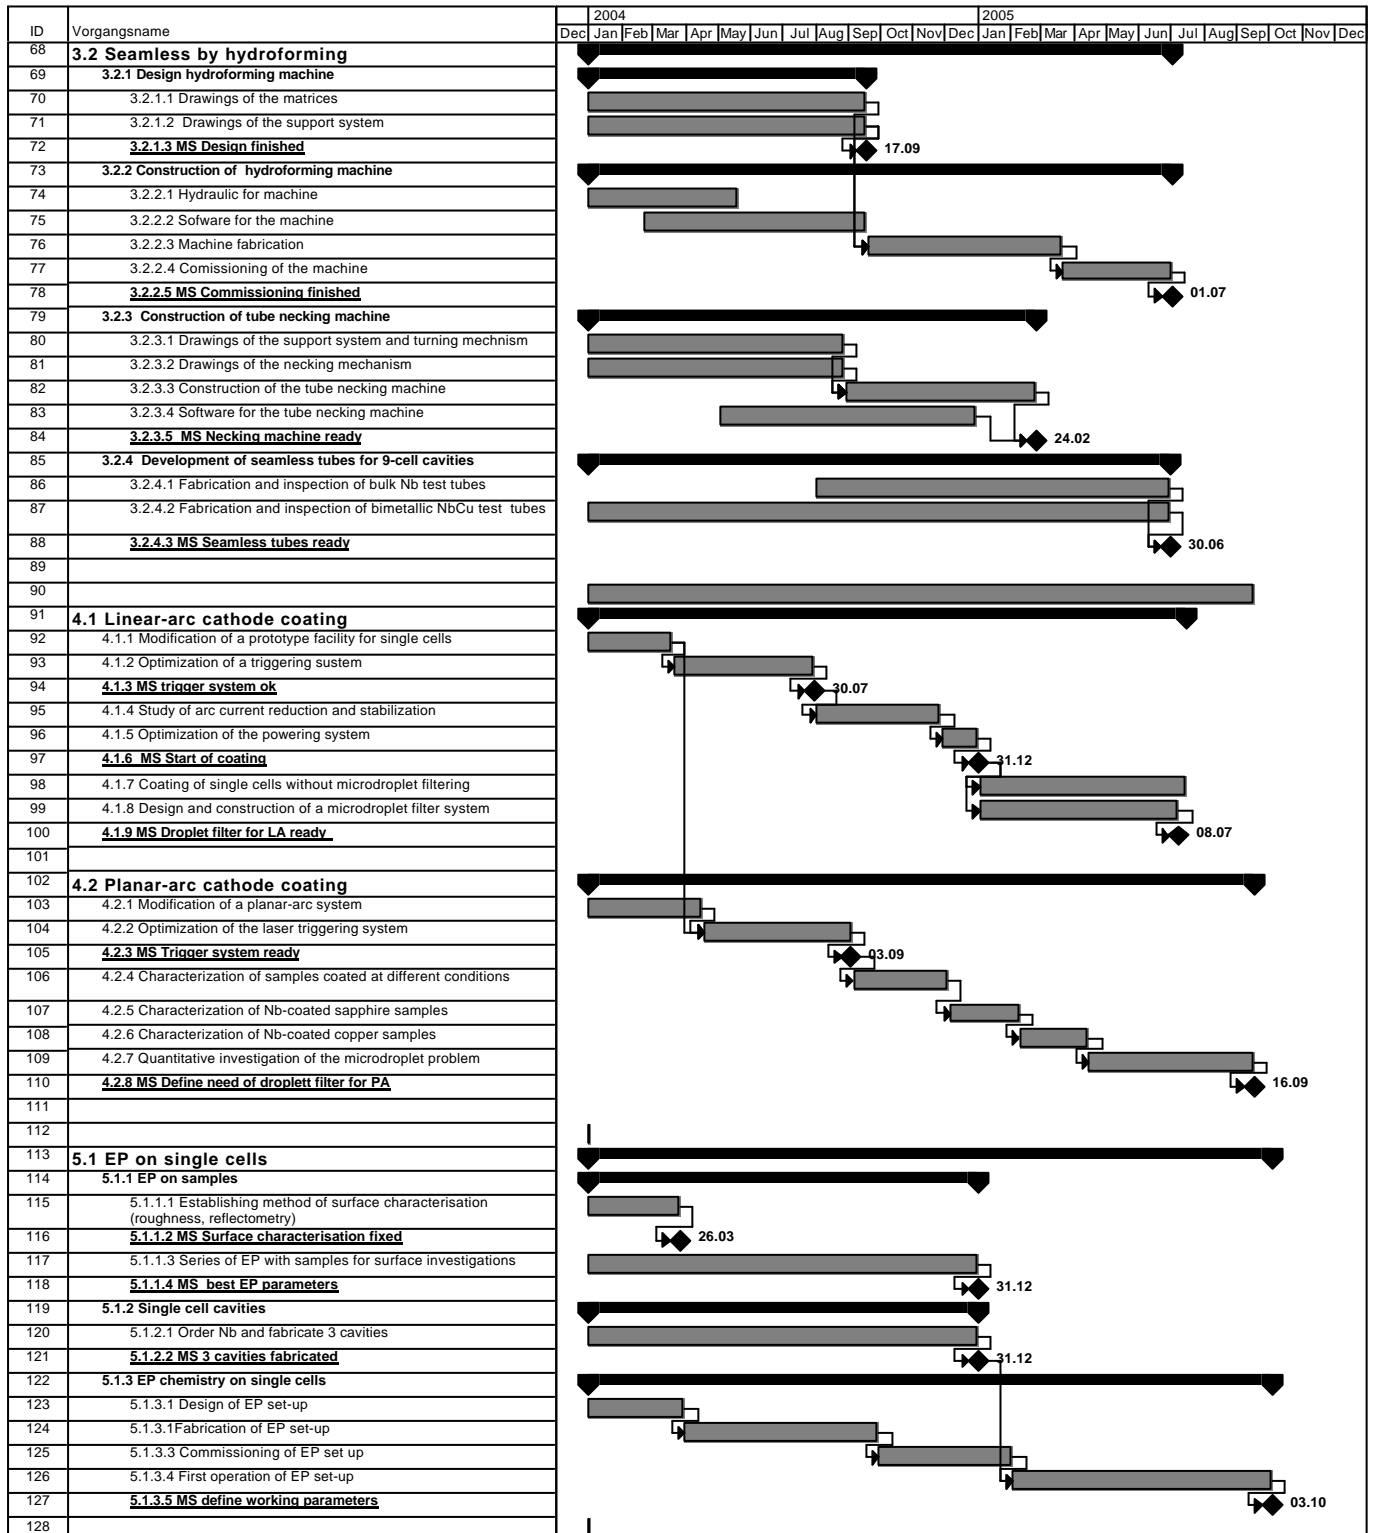 2004 2005
ID Vorgangsname Dec Jan Feb Mar Apr May Jun Jul Aug Sep Oct Nov Dec Jan Feb Mar Apr May Jun Jul Aug Sep Oct Nov Dec
68 3.2 Seamless by hydroforming
69 3.2.1 Design hydroforming machine
70 3.2.1.1 Drawings of the matrices
71 3.2.1.2 Drawings of the support system
72 3.2.1.3 MS Design finished 17.09
73 3.2.2 Construction of hydroforming machine
74 3.2.2.1 Hydraulic for machine
75 3.2.2.2 Sofware for the machine
76 3.2.2.3 Machine fabrication
77 3.2.2.4 Comissioning of the machine
78 3.2.2.5 MS Commissioning finished 01.07
79 3.2.3 Construction of tube necking machine
80 3.2.3.1 Drawings of the support system and turning mechnism
81 3.2.3.2 Drawings of the necking mechanism
82 3.2.3.3 Construction of the tube necking machine
83 3.2.3.4 Software for the tube necking machine
84 3.2.3.5 MS Necking machine ready 24.02
85 3.2.4 Development of seamless tubes for 9-cell cavities
86 3.2.4.1 Fabrication and inspection of bulk Nb test tubes
87 3.2.4.2 Fabrication and inspection of bimetallic NbCu test tubes
88 3.2.4.3 MS Seamless tubes ready 30.06
89
90
91 4.1 Linear-arc cathode coating
92 4.1.1 Modification of a prototype facility for single cells
93 4.1.2 Optimization of a triggering sustem
94 4.1.3 MS trigger system ok 30.07
95 4.1.4 Study of arc current reduction and stabilization
96 4.1.5 Optimization of the powering system
97 4.1.6 MS Start of coating 31.12
98 4.1.7 Coating of single cells without microdroplet filtering
99 4.1.8 Design and construction of a microdroplet filter system
100 4.1.9 MS Droplet filter for LA ready 08.07
101
102 4.2 Planar-arc cathode coating
103 4.2.1 Modification of a planar-arc system
104 4.2.2 Optimization of the laser triggering system
105 4.2.3 MS Trigger system ready 03.09
106 4.2.4 Characterization of samples coated at different conditions
107 4.2.5 Characterization of Nb-coated sapphire samples
108 4.2.6 Characterization of Nb-coated copper samples
109 4.2.7 Quantitative investigation of the microdroplet problem
110 4.2.8 MS Define need of droplett filter for PA 16.09
111
112
113 5.1 EP on single cells
114 5.1.1 EP on samples
115 5.1.1.1 Establishing method of surface characterisation
(roughness, reflectometry)
116 5.1.1.2 MS Surface characterisation fixed 26.03
117 5.1.1.3 Series of EP with samples for surface investigations
118 5.1.1.4 MS best EP parameters 31.12
119 5.1.2 Single cell cavities
120 5.1.2.1 Order Nb and fabricate 3 cavities
121 5.1.2.2 MS 3 cavities fabricated 31.12
122 5.1.3 EP chemistry on single cells
123 5.1.3.1 Design of EP set-up
124 5.1.3.1Fabrication of EP set-up
125 5.1.3.3 Commissioning of EP set up
126 5.1.3.4 First operation of EP set-up
127 5.1.3.5 MS define working parameters 03.10
128